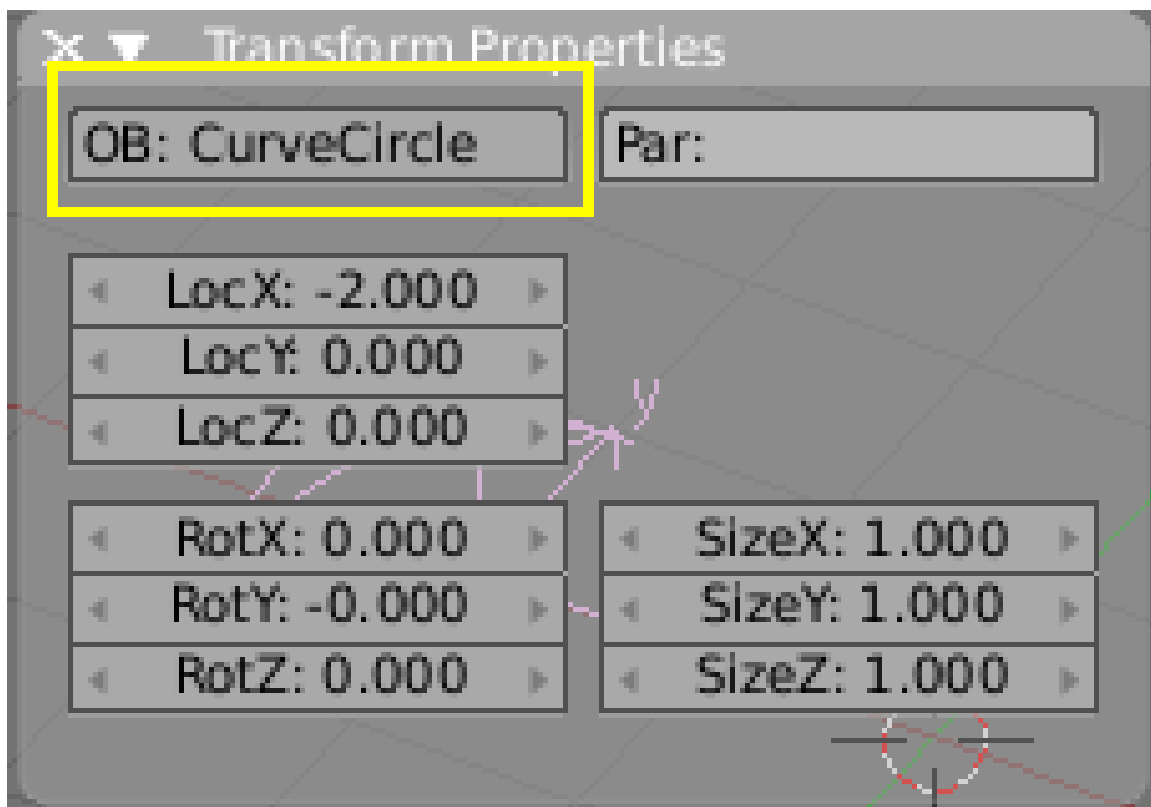 Transform Properties
OB: CurveCircle
Par:
LocX: -2.000
LocY: 0.000
LocZ: 0.000
RotX: 0.000
RotY: -0.000
RotZ: 0.000
SizeX: 1.000
SizeY: 1.000
SizeZ: 1.000